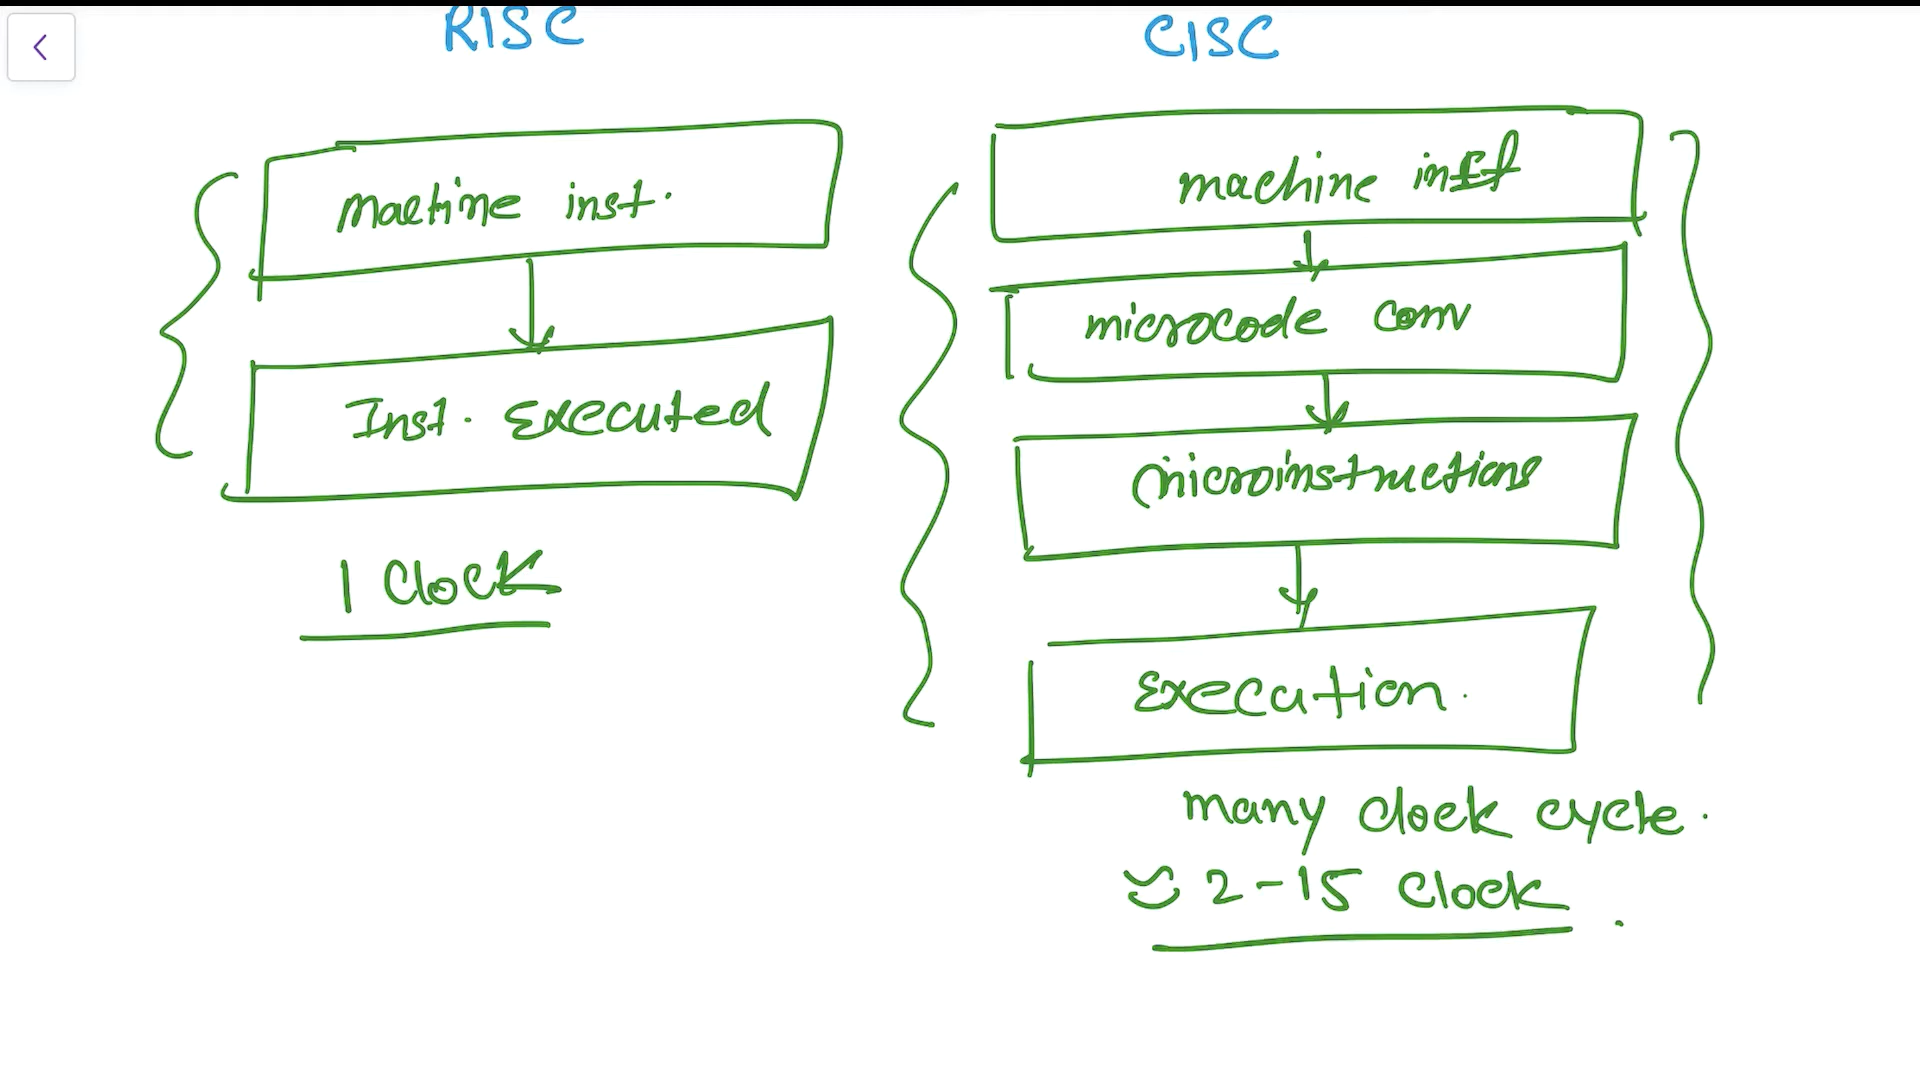 RISC
machine inst.
Inst. Executed
1 Clock
CISC
machine inst
microcode conv
microinstructions
Execution.
many clock cycle.
≈ 2-15 Clock